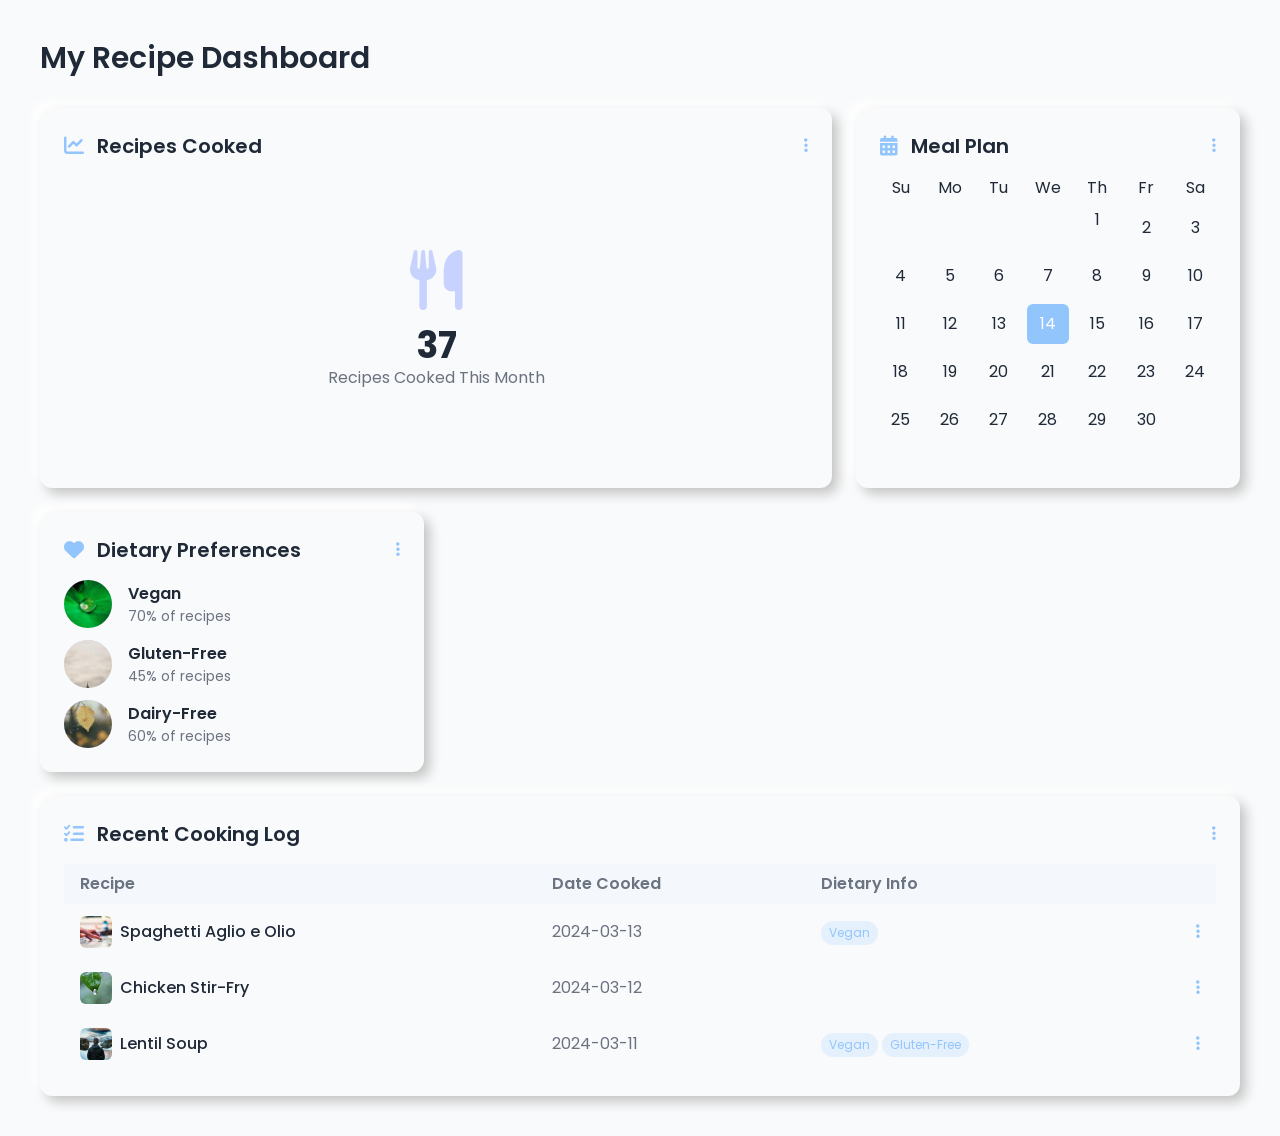 My Recipe Dashboard
Recipes Cooked
37
Recipes Cooked This Month
Meal Plan
Su Mo Tu We Th Fr Sa
1 2 3
4 5 6 7 8 9 10
11 12 13 14 15 16 17
18 19 20 21 22 23 24
25 26 27 28 29 30
Dietary Preferences
Vegan
70% of recipes
Gluten-Free
45% of recipes
Dairy-Free
60% of recipes
Recent Cooking Log
Recipe Date Cooked Dietary Info
Spaghetti Aglio e Olio 2024-03-13 Vegan
Chicken Stir-Fry 2024-03-12
Lentil Soup 2024-03-11 Vegan Gluten-Free